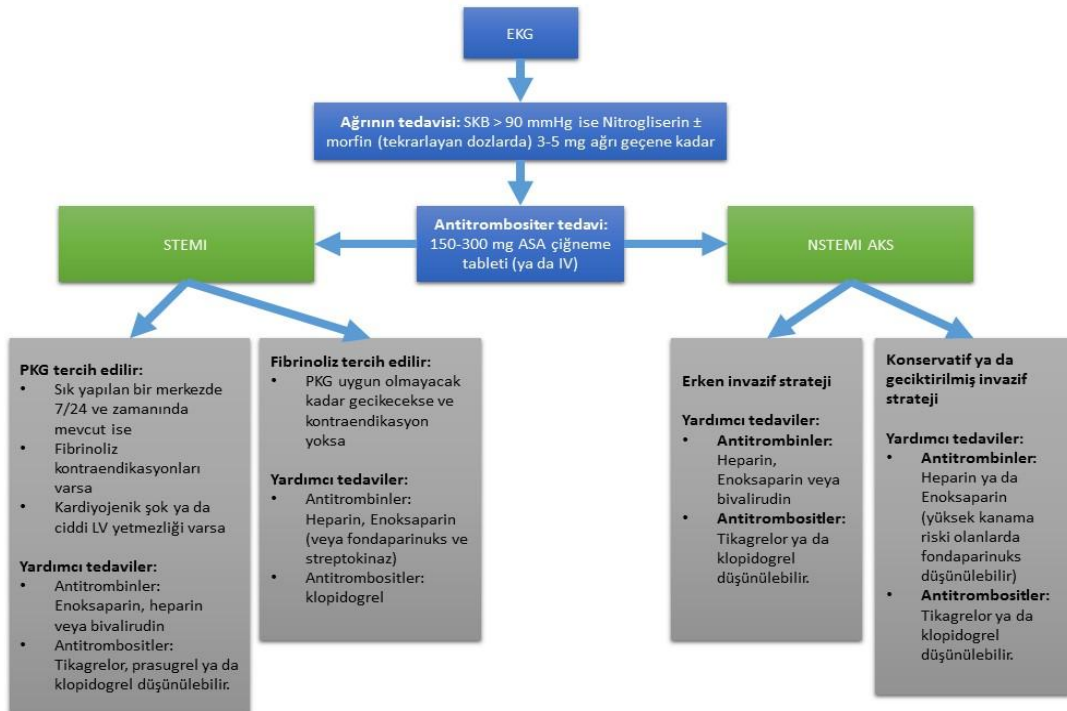 EKG
Ağrının tedavisi: SKB > 90 mmHg ise Nitrogliserin ±
morfin (tekrarlayan dozlarda) 3-5 mg ağrı geçene kadar
Antitrombositer tedavi:
150-300 mg ASA çiğneme
tableti (ya da IV)
STEMI
NSTEMI AKS
PKG tercih edilir:
• Sık yapılan bir merkezde
7/24 ve zamanında
mevcut ise
• Fibrinoliz
kontraendikasyonları
varsa
• Kardiyojenik şok ya da
ciddi LV yetmezliği varsa
Yardımcı tedaviler:
• Antitrombinler:
Enoksaparin, heparin
veya bivalirudin
• Antitrombositler:
Tikagrelor, prasugrel ya da
klopidogrel düşünülebilir.
Fibrinoliz tercih edilir:
• PKG uygun olmayacak
kadar gecikecekse ve
kontraendikasyon
yoksa
Yardımcı tedaviler:
• Antitrombinler:
Heparin, Enoksaparin
(veya fondaparinuks ve
streptokinaz)
• Antitrombositler:
klopidogrel
Erken invazif strateji
Yardımcı tedaviler:
• Antitrombinler:
Heparin,
Enoksaparin veya
bivalirudin
• Antitrombositler:
Tikagrelor ya da
klopidogrel
düşünülebilir.
Konservatif ya da
geciktirilmiş invazif
strateji
Yardımcı tedaviler:
• Antitrombinler:
Heparin ya da
Enoksaparin
(yüksek kanama
riski olanlarda
fondaparinuks
düşünülebilir)
• Antitrombositler:
Tikagrelor ya da
klopidogrel
düşünülebilir.